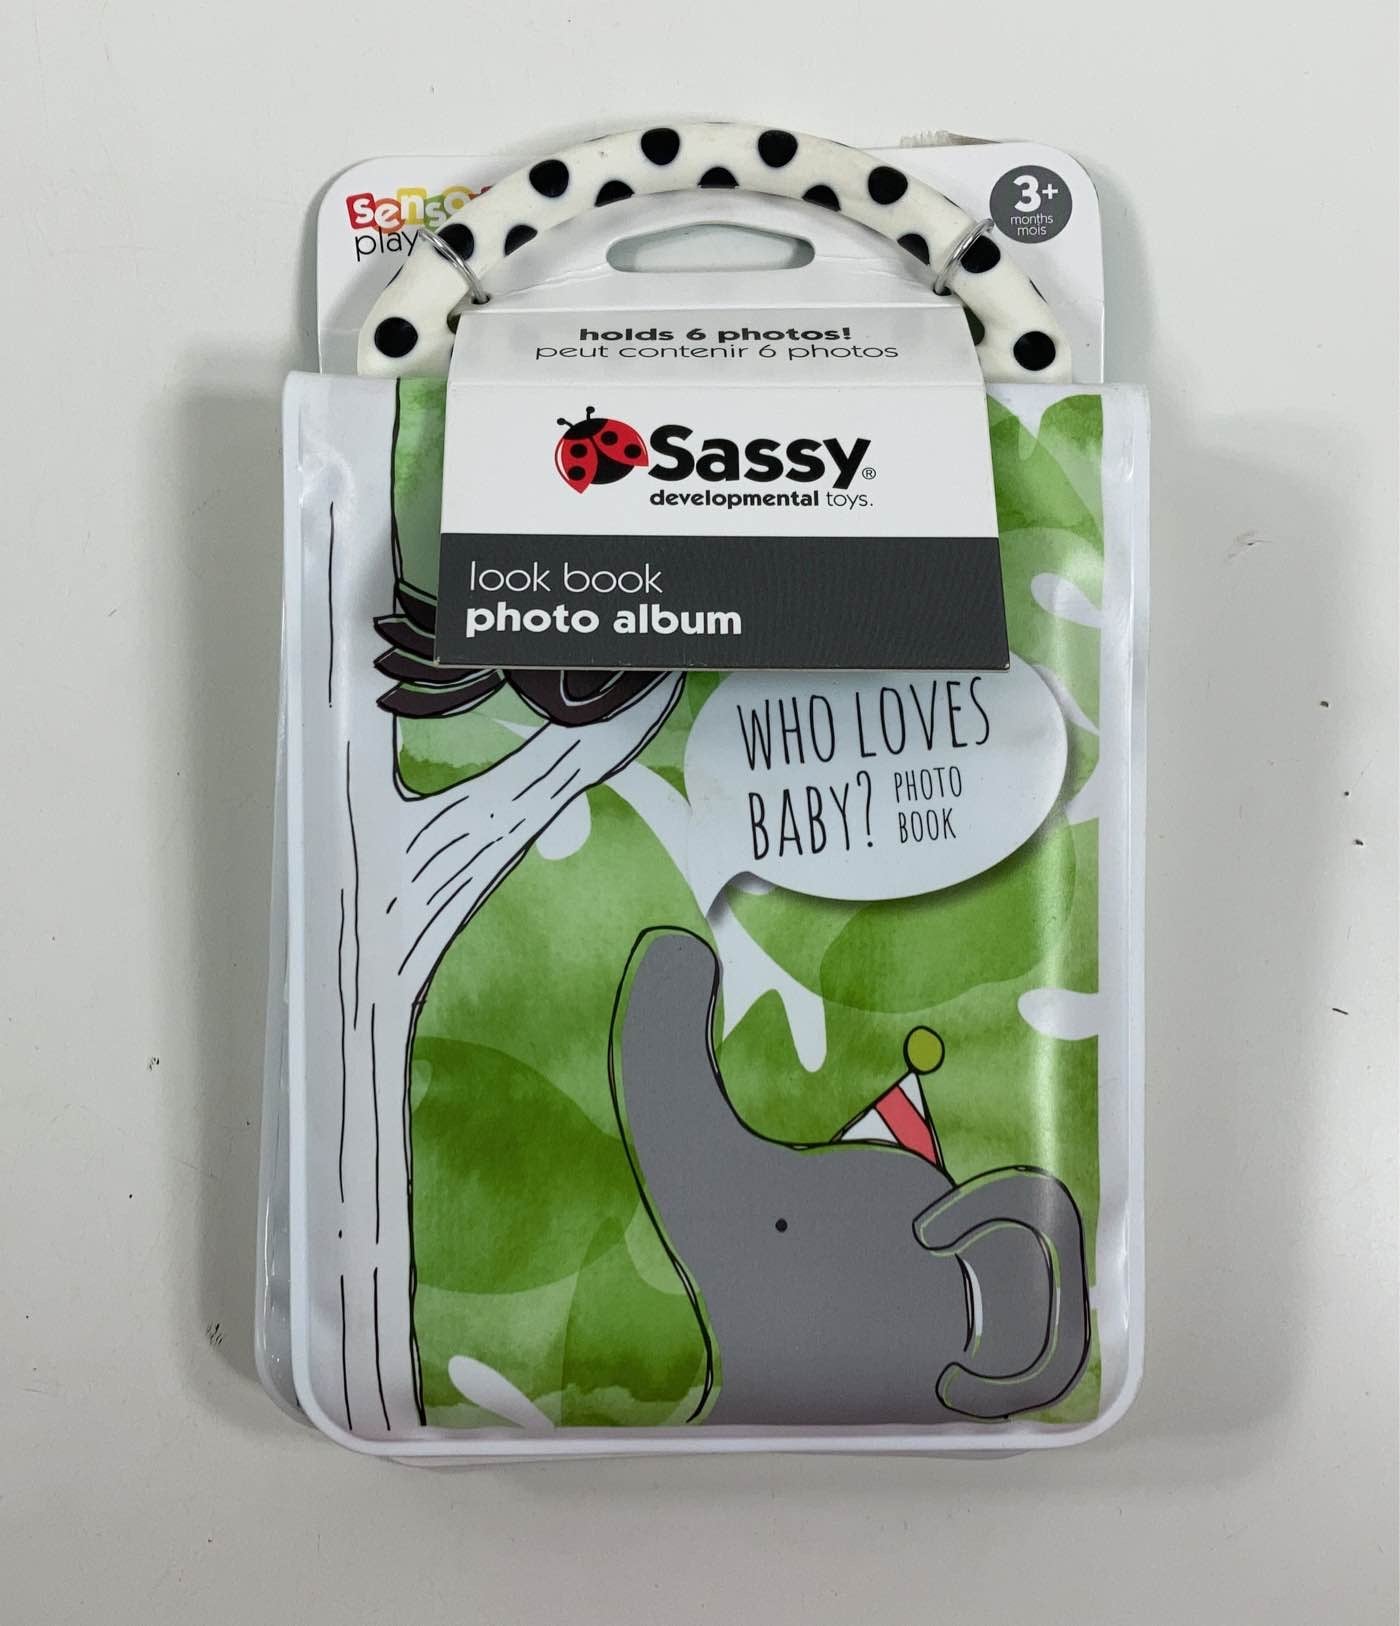 play
3+
months
mois
holds 6 photos!
peut contenir 6 photos
Sassy®
developmental toys.
look book
photo album
WHO LOVES
BABY? PHOTO
BOOK